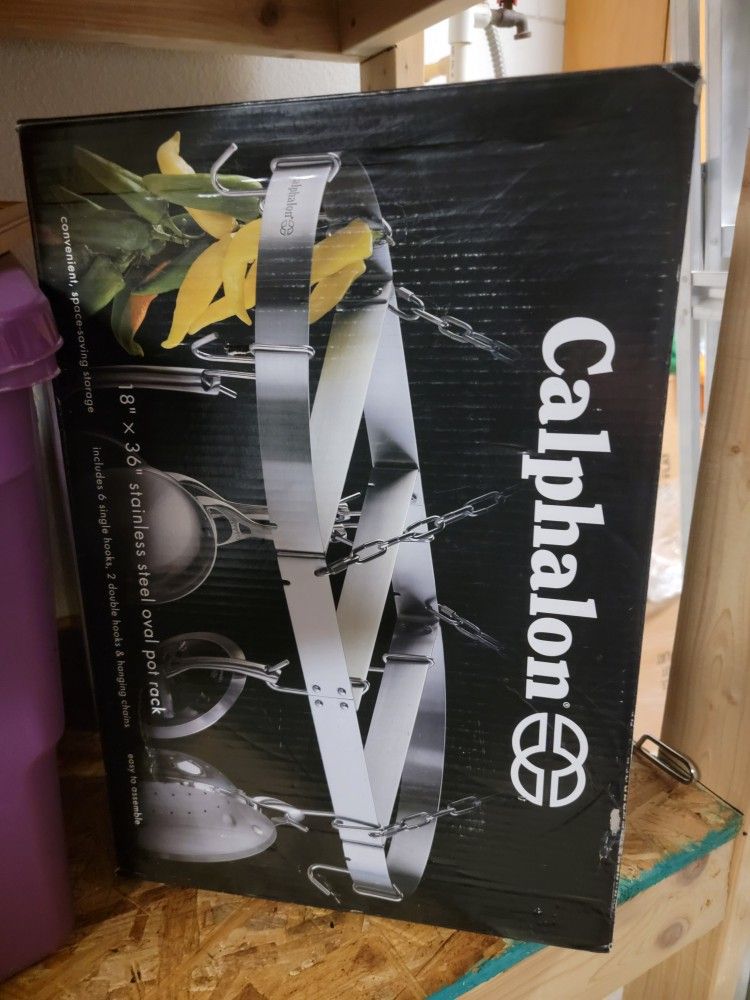 Calphalon®
Calphalon
18" × 36" stainless steel oval pot rack
convenient, space-saving storage
includes 6 single hooks, 2 double hooks & hanging chains
easy to assemble